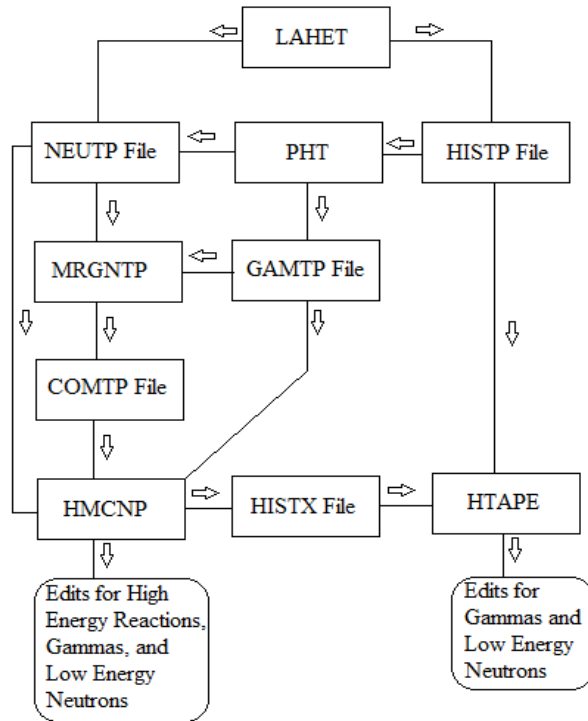 LAHET
NEUTP File
PHT
HISTP File
MRGNTP
GAMTP File
COMTP File
HMCNP
HISTX File
HTAPE
Edits for High
Energy Reactions,
Gammas, and
Low Energy
Neutrons
Edits for
Gammas and
Low Energy
Neutrons